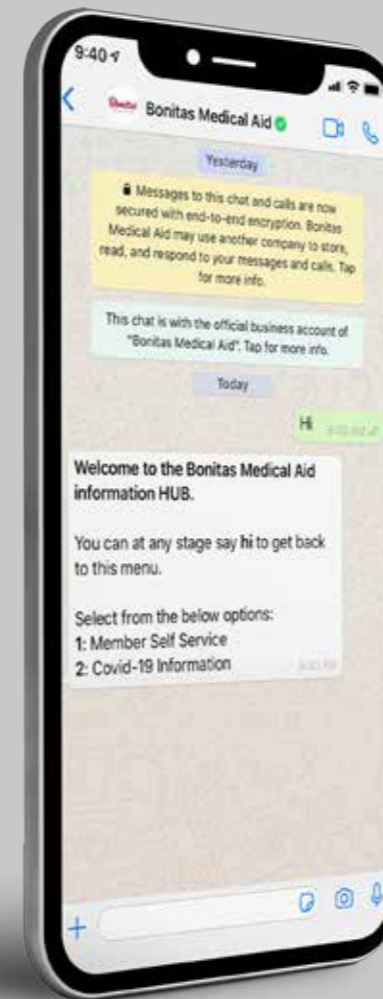 9:40
Bonitas
Bonitas Medical Aid
Yesterday
Messages to this chat and calls are now
secured with end-to-end encryption. Bonitas
Medical Aid may use another company to store,
read, and respond to your messages and calls. Tap
for more info.
This chat is with the official business account of
"Bonitas Medical Aid". Tap for more info.
Today
Hi
Welcome to the Bonitas Medical Aid
information HUB.
You can at any stage say hi to get back
to this menu.
Select from the below options:
1: Member Self Service
2: Covid-19 Information